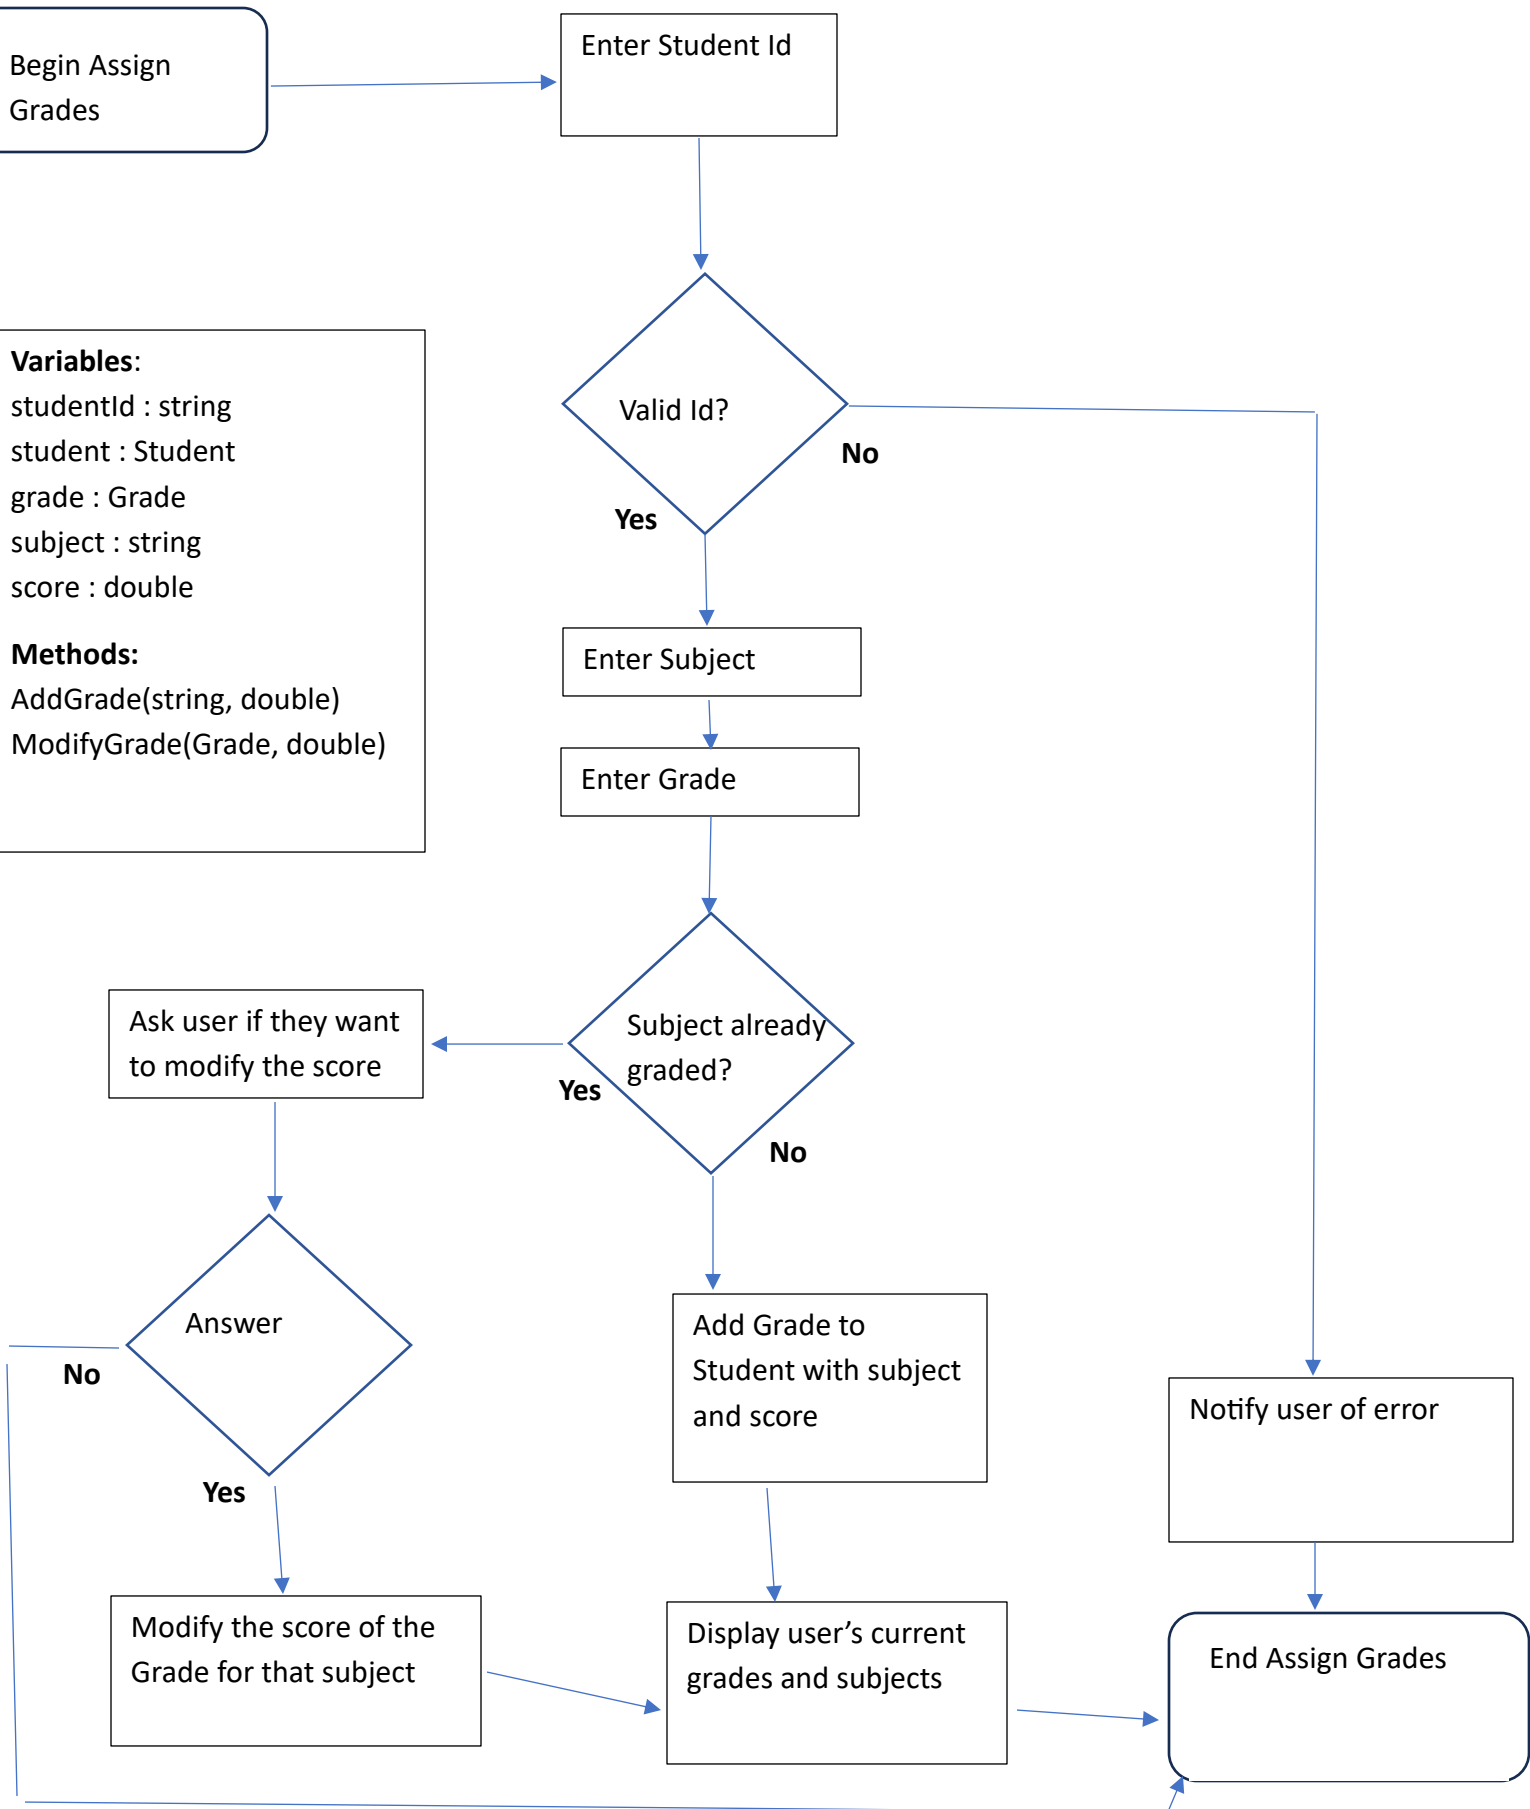 Begin Assign
Grades
Enter Student Id
Variables:
studentId : string
student : Student
grade : Grade
subject : string
score : double
Methods:
AddGrade(string, double)
ModifyGrade(Grade, double)
Valid Id?
No
Yes
Enter Subject
Enter Grade
Subject already
graded?
Yes
No
Ask user if they want
to modify the score
Answer
No
Yes
Add Grade to
Student with subject
and score
Notify user of error
Modify the score of the
Grade for that subject
Display user’s current
grades and subjects
End Assign Grades